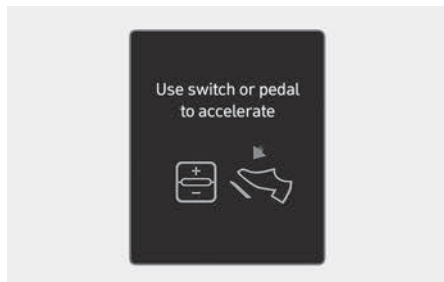 Use switch or pedal
to accelerate
+
−